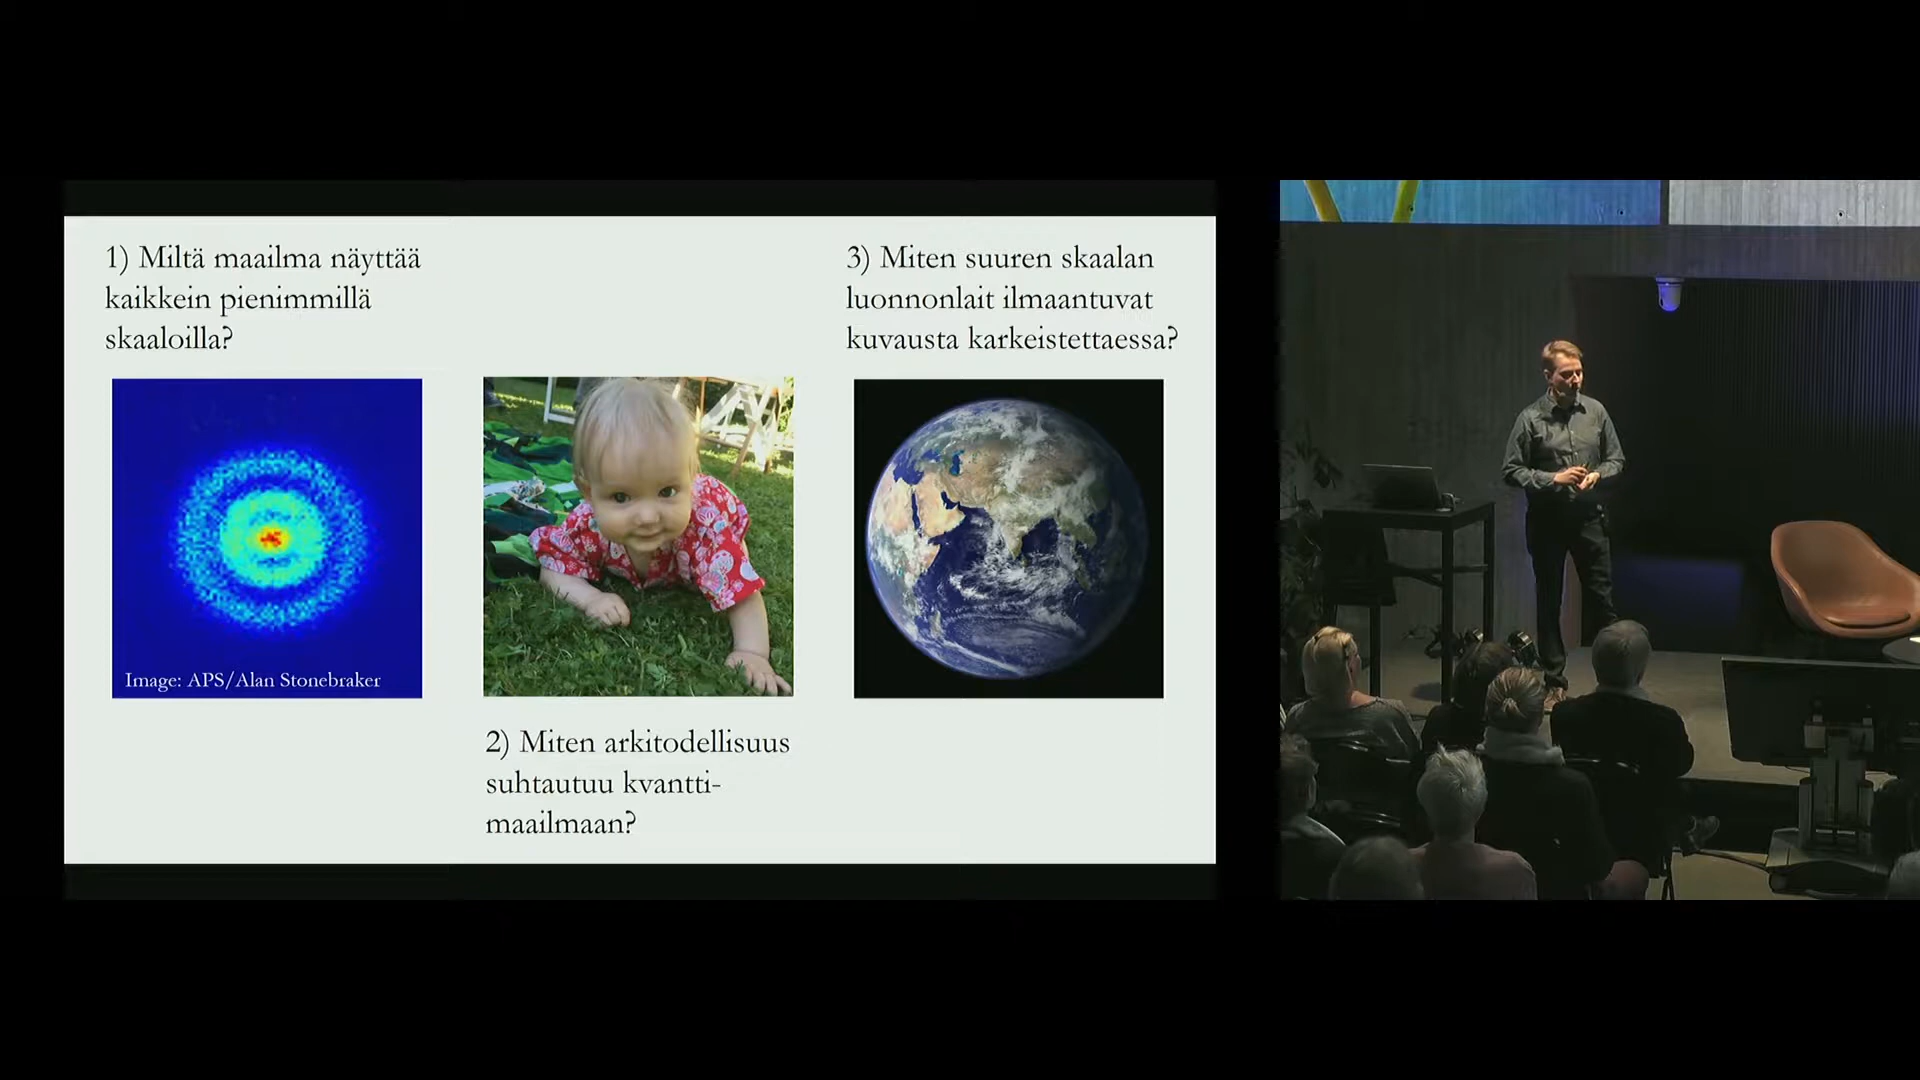 1) Miltä maailma näyttää
kaikkein pienimmillä
skaaloilla?
Image: APS/Alan Stonebraker
2) Miten arkitodellisuus
suhtautuu kvantti-
maailmaan?
3) Miten suuren skaalan
luonnonlait ilmaantuvat
kuvausta karkeistettaessa?